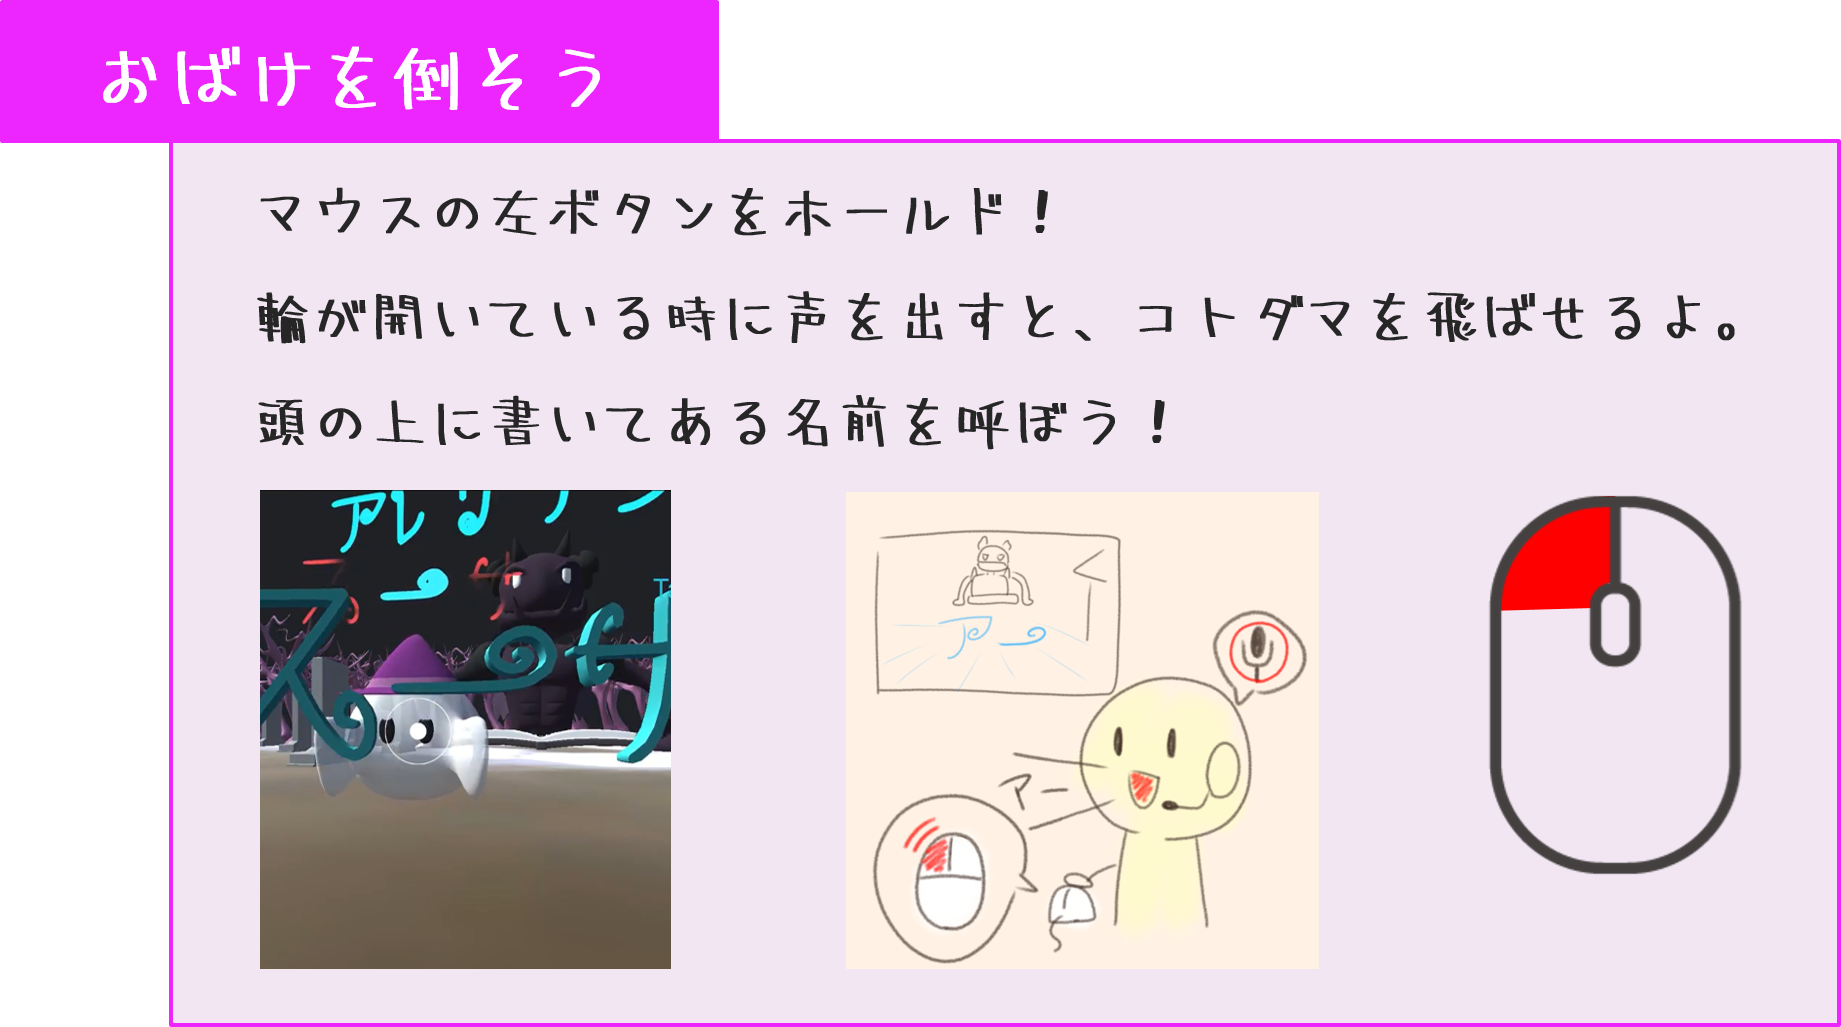 おばけを倒そう
マウスの左ボタンをホールド！
輪が開いている時に声を出すと、コトダマを飛ばせるよ。
頭の上に書いてある名前を呼ぼう！
アー
アー